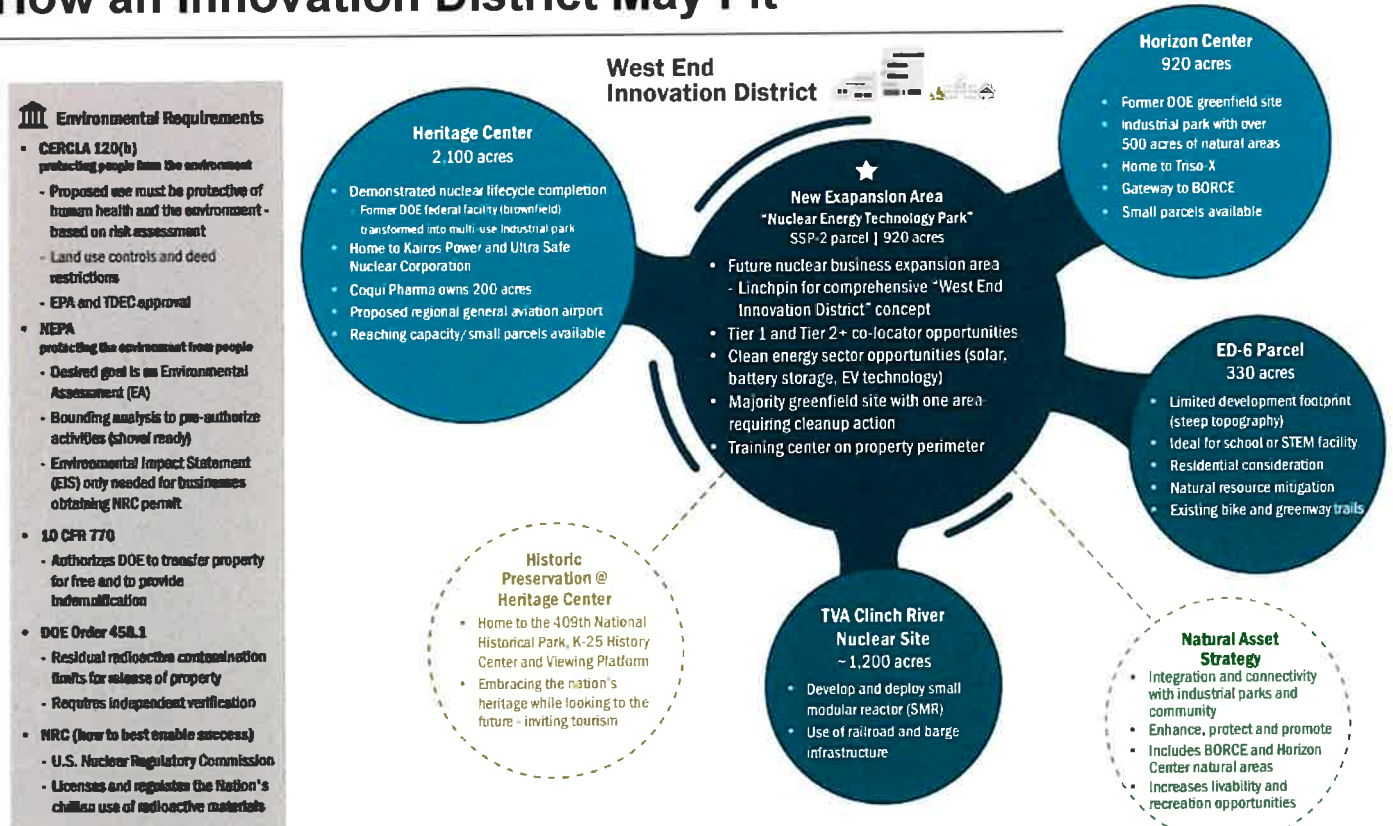 How an Innovation District May Fit
West End
Innovation District
Environmental Requirements
• CERCLA 120(b)
protecting people from the environment
- Proposed use must be protective of
human health and the environment -
based on risk assessment
- Land use controls and deed
restrictions
- EPA and TDEC approval
• NEPA
protecting the environment from people
- Desired goal is an Environmental
Assessment (EA)
- Bounding analysis to pre-authorize
activities (shovel ready)
- Environmental Impact Statement
(EIS) only needed for businesses
obtaining NRC permit
• 10 CFR 770
- Authorizes DOE to transfer property
for free and to provide
indemnification
• DOE Order 458.1
- Residual radioactive contamination
limits for release of property
- Requires independent verification
• NRC (how to best enable success)
- U.S. Nuclear Regulatory Commission
- Licenses and regulates the Nation's
civilian use of radioactive materials
Heritage Center
2,100 acres
• Demonstrated nuclear lifecycle completion
- Former DOE federal facility (brownfield)
transformed into multi-use Industrial park
• Home to Kairos Power and Ultra Safe
Nuclear Corporation
• Coqui Pharma owns 200 acres
• Proposed regional general aviation airport
• Reaching capacity/small parcels available
New Exapansion Area
"Nuclear Energy Technology Park"
SSP-2 parcel | 920 acres
• Future nuclear business expansion area
- Linchpin for comprehensive "West End
Innovation District" concept
• Tier 1 and Tier 2+ co-locator opportunities
• Clean energy sector opportunities (solar,
battery storage, EV technology)
• Majority greenfield site with one area
requiring cleanup action
• Training center on property perimeter
Horizon Center
920 acres
• Former DOE greenfield site
• Industrial park with over
500 acres of natural areas
• Home to Triso-X
• Gateway to BORCE
• Small parcels available
ED-6 Parcel
330 acres
• Limited development footprint
(steep topography)
• Ideal for school or STEM facility
• Residential consideration
• Natural resource mitigation
• Existing bike and greenway trails
Historic
Preservation @
Heritage Center
• Home to the 409th National
Historical Park, K-25 History
Center and Viewing Platform
• Embracing the nation's
heritage while looking to the
future - inviting tourism
TVA Clinch River
Nuclear Site
~1,200 acres
• Develop and deploy small
modular reactor (SMR)
• Use of railroad and barge
infrastructure
Natural Asset
Strategy
• Integration and connectivity
with industrial parks and
community
• Enhance, protect and promote
• Includes BORCE and Horizon
Center natural areas
• Increases livability and
recreation opportunities